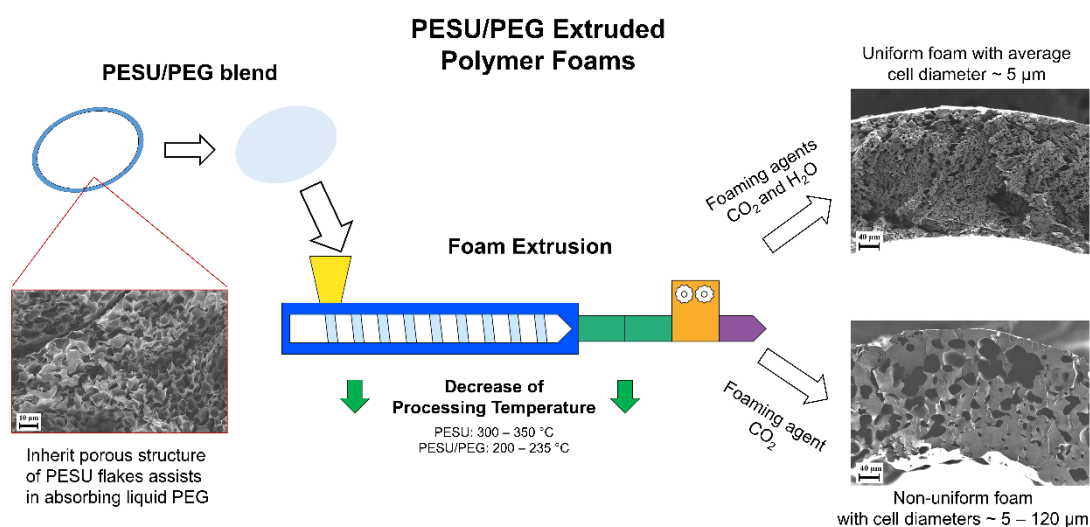 PESU/PEG Extruded
Polymer Foams
PESU/PEG blend
Uniform foam with average
cell diameter ~ 5 µm
Foaming agents
CO₂ and H₂O
40 µm
Foam Extrusion
10 µm
Inherit porous structure
of PESU flakes assists
in absorbing liquid PEG
Decrease of
Processing Temperature
PESU: 300 – 350 °C
PESU/PEG: 200 – 235 °C
Foaming agent
CO₂
40 µm
Non-uniform foam
with cell diameters ~ 5 – 120 µm